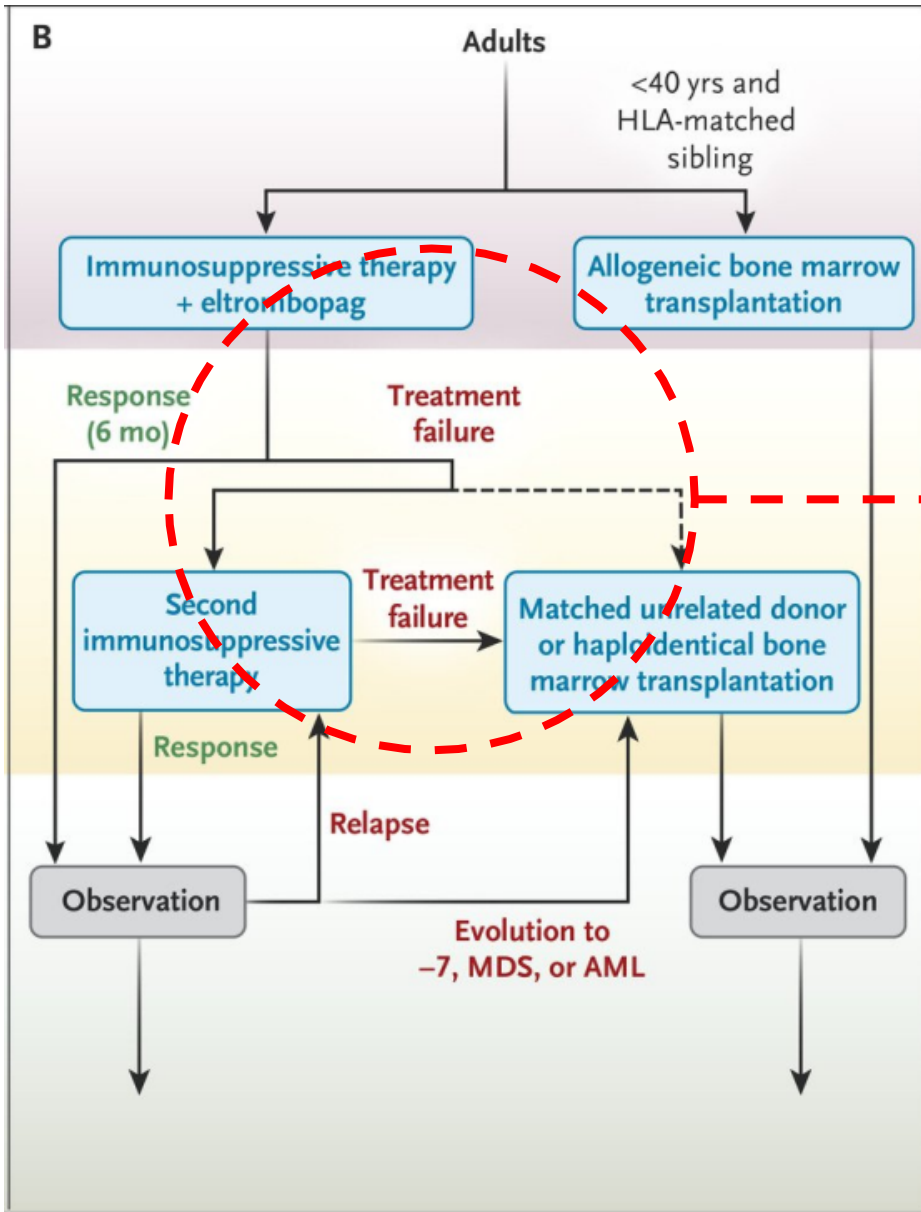 B
Adults
<40 yrs and
HLA-matched
sibling
Immunosuppressive therapy
+ eltrombopag
Allogeneic bone marrow
transplantation
Response
(6 mo)
Treatment
failure
Second
immunosuppressive
therapy
Treatment
failure
Matched unrelated donor
or haploidentical bone
marrow transplantation
Response
Relapse
Observation
Observation
Evolution to
–7, MDS, or AML